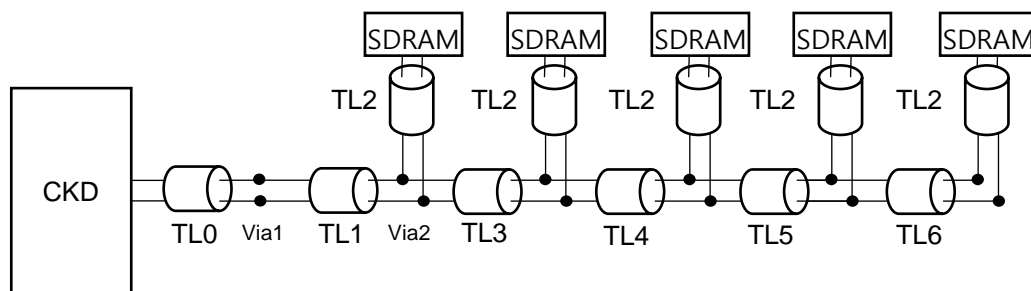 SDRAM SDRAM SDRAM SDRAM SDRAM
TL2 TL2 TL2 TL2 TL2
CKD
TL0 Via1 TL1 Via2 TL3 TL4 TL5 TL6